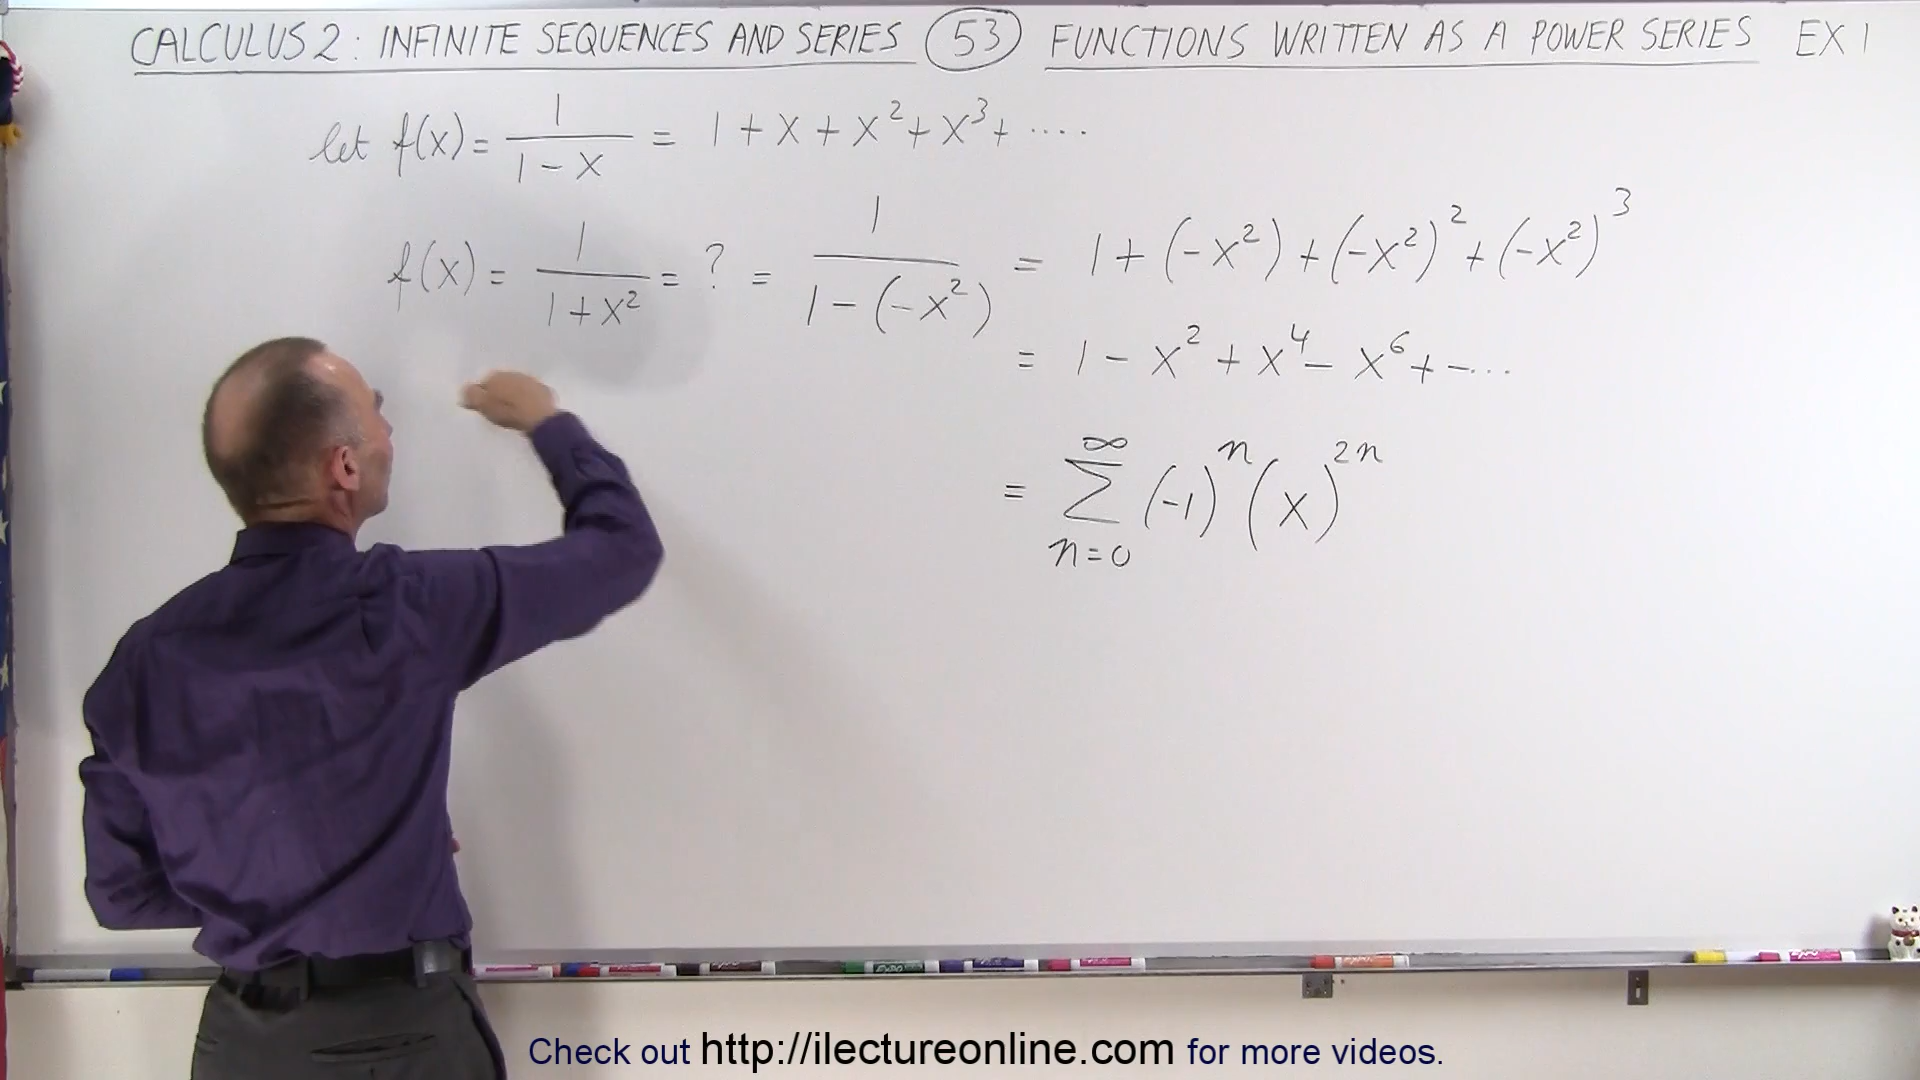 CALCULUS 2: INFINITE SEQUENCES AND SERIES 53 FUNCTIONS WRITTEN AS A POWER SERIES EX 1
let f(x) = 1/(1 - x) = 1 + x + x² + x³ + ....
f(x) = 1/(1 + x²) = ? = 1/(1 - (-x²)) = 1 + (-x²) + (-x²)² + (-x²)³
= 1 - x² + x⁴ - x⁶ + - ...
= ∞ ∑ n=0 (-1)ⁿ (x)²ⁿ
Check out http://ilectureonline.com for more videos.